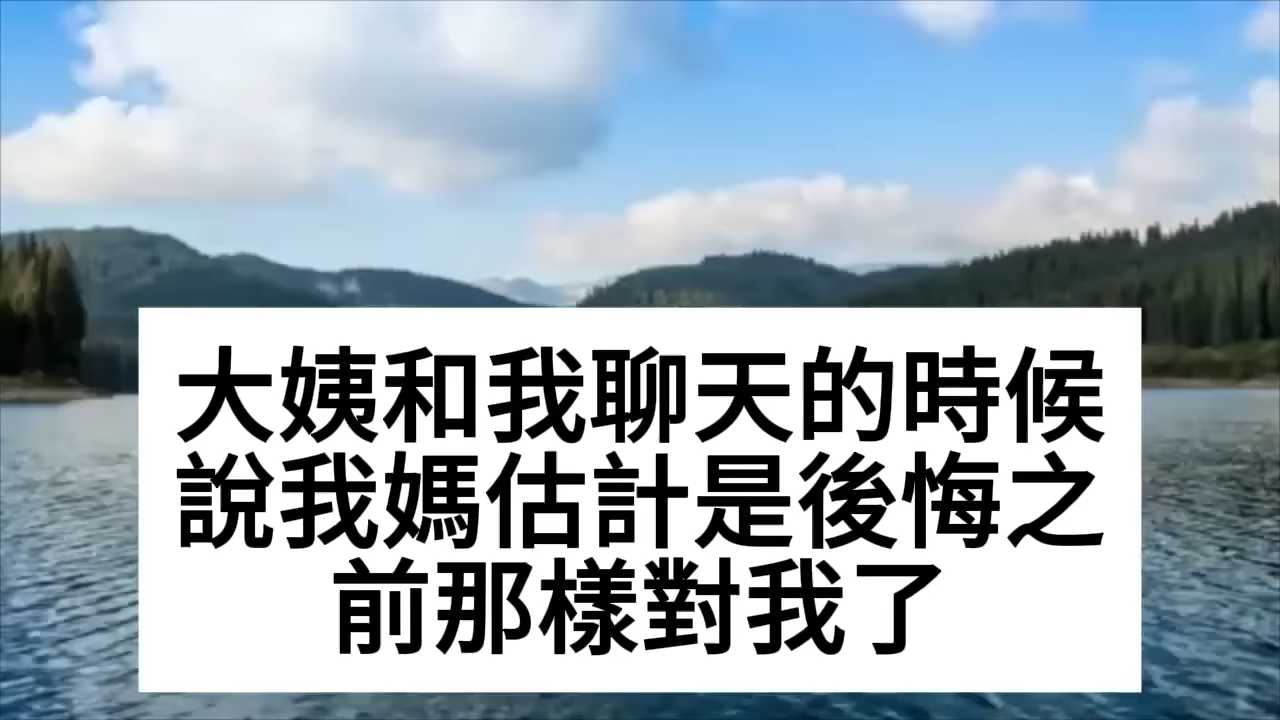 大姨和我聊天的時候
說我媽估計是後悔之
前那樣對我了